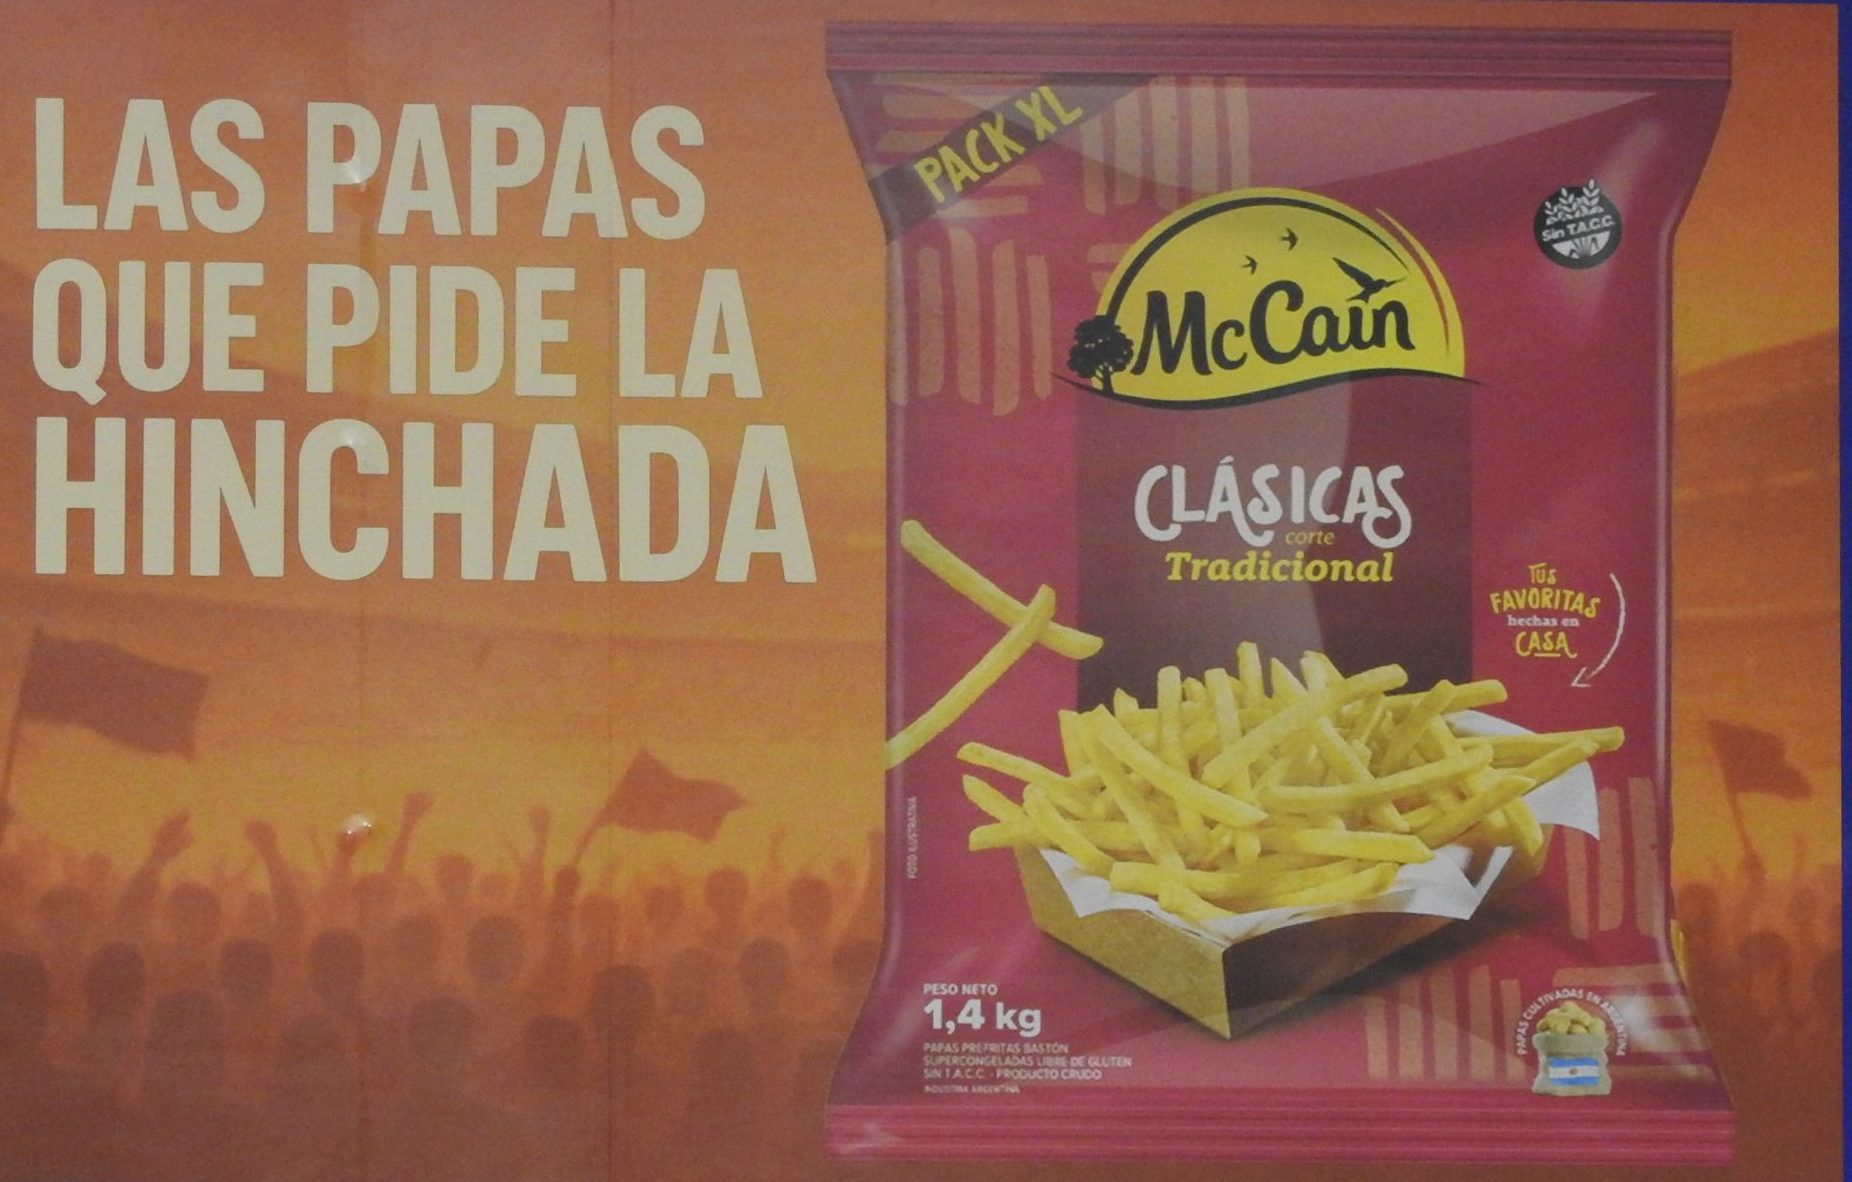 LAS PAPAS
QUE PIDE LA
HINCHADA
PACK XL
McCain
Sin T.A.C.C.
CLÁSICAS
corte
Tradicional
TUS
FAVORITAS
hechas en
CASA
FOTO ILUSTRATIVA
PESO NETO
1,4 kg
PAPAS PREFRITAS BASTÓN
SUPERCONGELADAS LIBRE DE GLUTEN
SIN T.A.C.C. - PRODUCTO CRUDO
INDUSTRIA ARGENTINA
PAPAS CULTIVADAS EN ARGENTINA